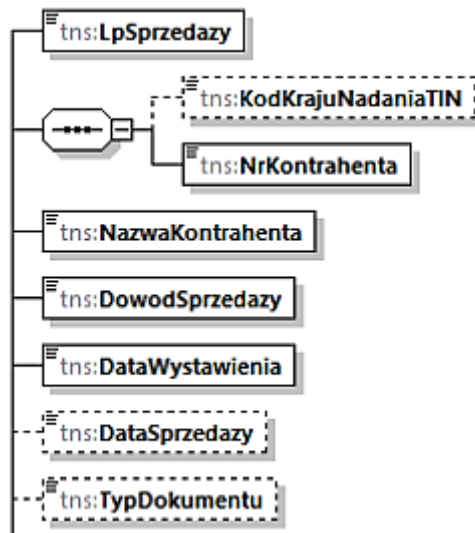 tns:LpSprzedazy
tns:KodKrajuNadaniaTIN
tns:NrKontrahenta
tns:NazwaKontrahenta
tns:DowodSprzedazy
tns:DataWystawienia
tns:DataSprzedazy
tns:TypDokumentu